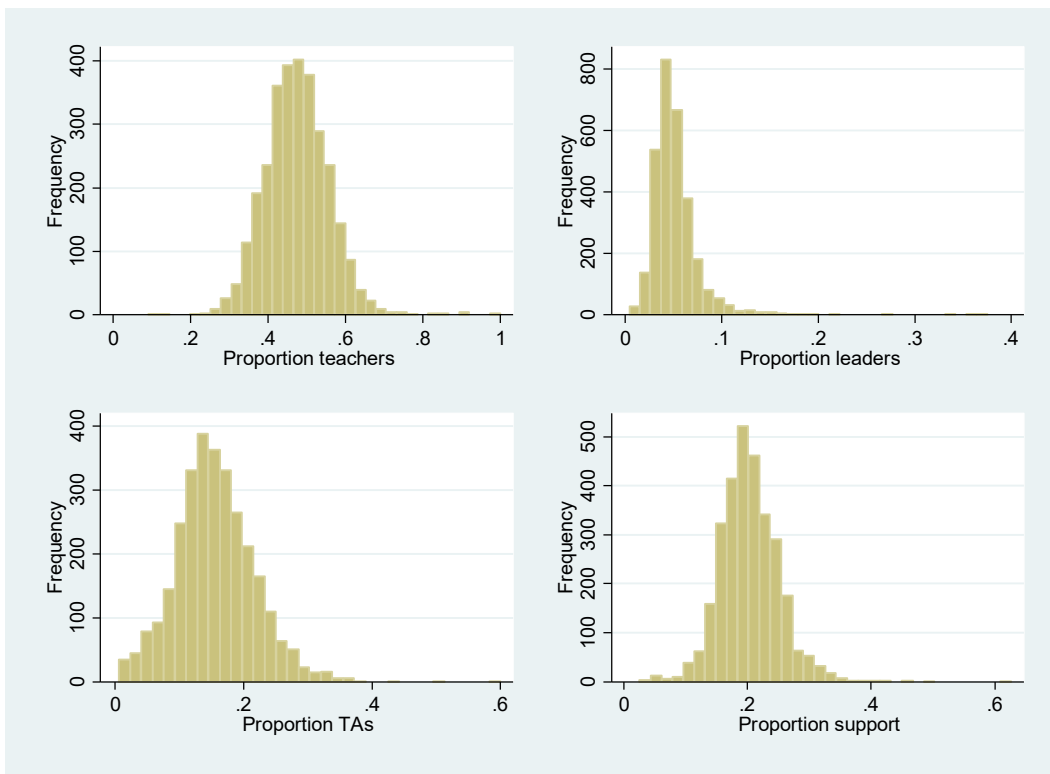 Frequency
0 100 200 300 400
0 .2 .4 .6 .8 1
Proportion teachers
Frequency
0 200 400 600 800
0 .1 .2 .3 .4
Proportion leaders
Frequency
0 100 200 300 400
0 .2 .4 .6
Proportion TAs
Frequency
0 100 200 300 400 500
0 .2 .4 .6
Proportion support